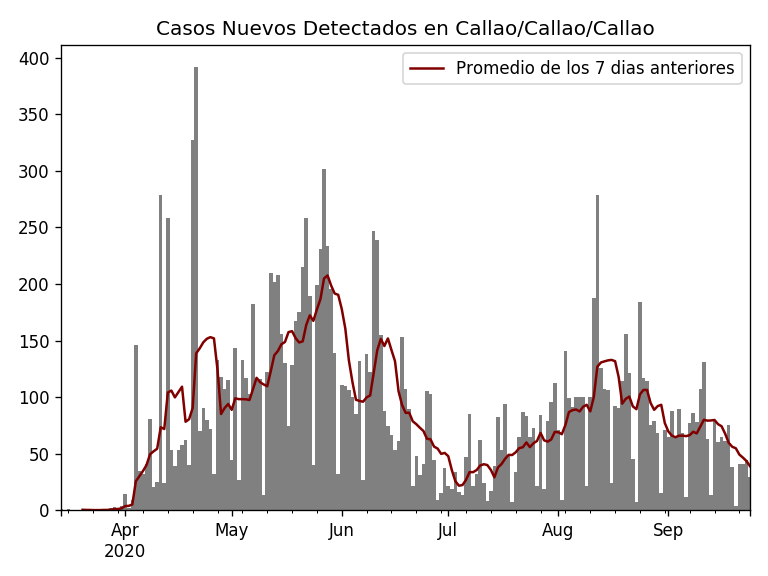 Casos Nuevos Detectados en Callao/Callao/Callao
Promedio de los 7 dias anteriores
400
350
300
250
200
150
100
50
0
Apr
2020
May
Jun
Jul
Aug
Sep